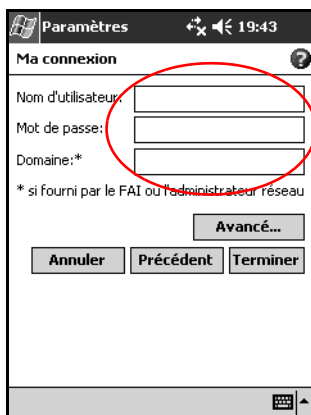 Paramètres 19:43
Ma connexion ?
Nom d'utilisateur:
Mot de passe:
Domaine:*
* si fourni par le FAI ou l'administrateur réseau
Avancé...
Annuler Précédent Terminer